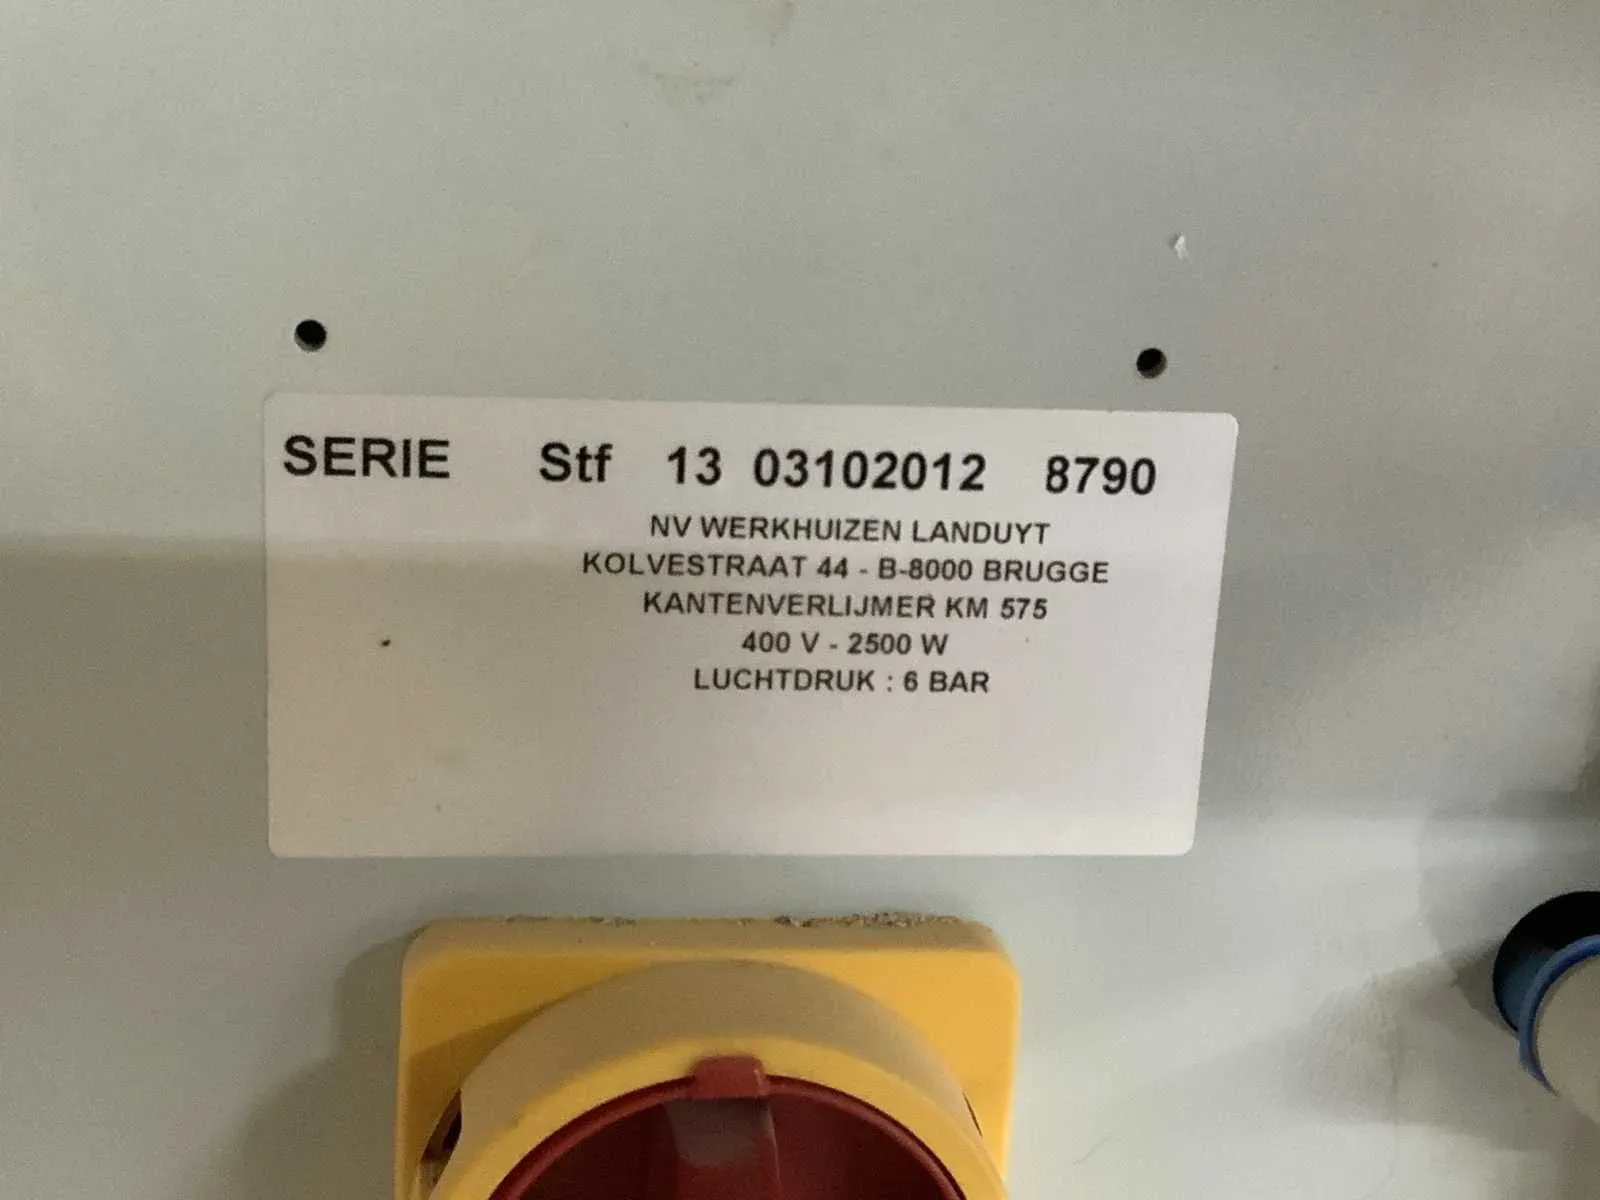 SERIE Stf 13 03102012 8790
NV WERKHUIZEN LANDUYT
KOLVESTRAAT 44 - B-8000 BRUGGE
KANTENVERLIJMER KM 575
400 V - 2500 W
LUCHTDRUK : 6 BAR